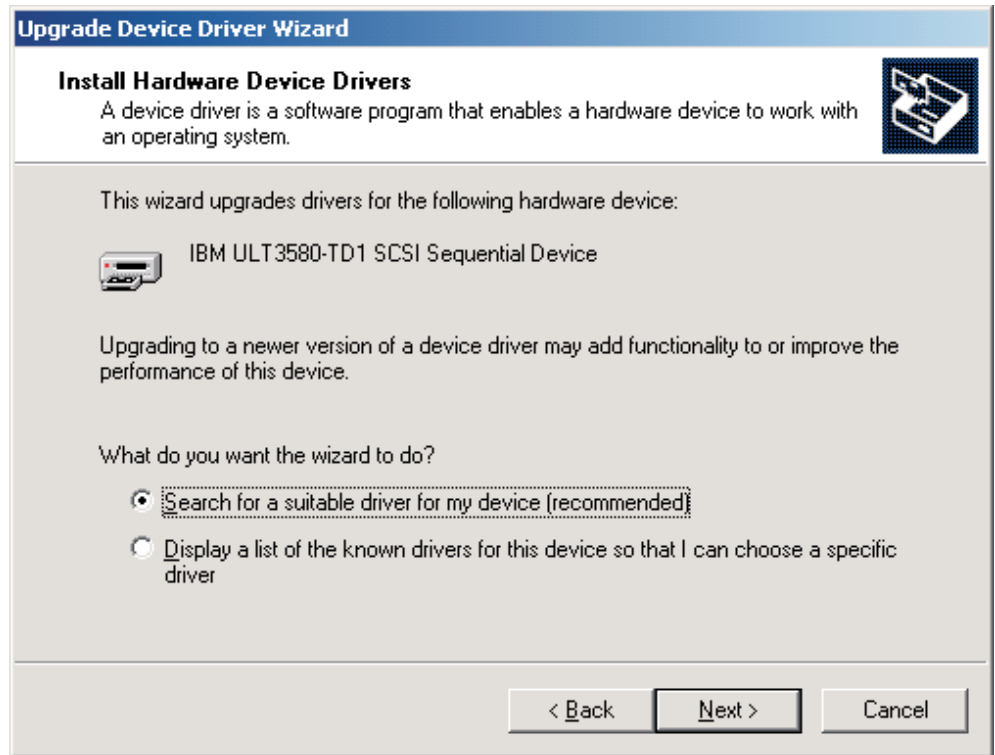 Upgrade Device Driver Wizard
Install Hardware Device Drivers
A device driver is a software program that enables a hardware device to work with
an operating system.
This wizard upgrades drivers for the following hardware device:
IBM ULT3580-TD1 SCSI Sequential Device
Upgrading to a newer version of a device driver may add functionality to or improve the
performance of this device.
What do you want the wizard to do?
Search for a suitable driver for my device (recommended)
Display a list of the known drivers for this device so that I can choose a specific
driver
< Back
Next >
Cancel